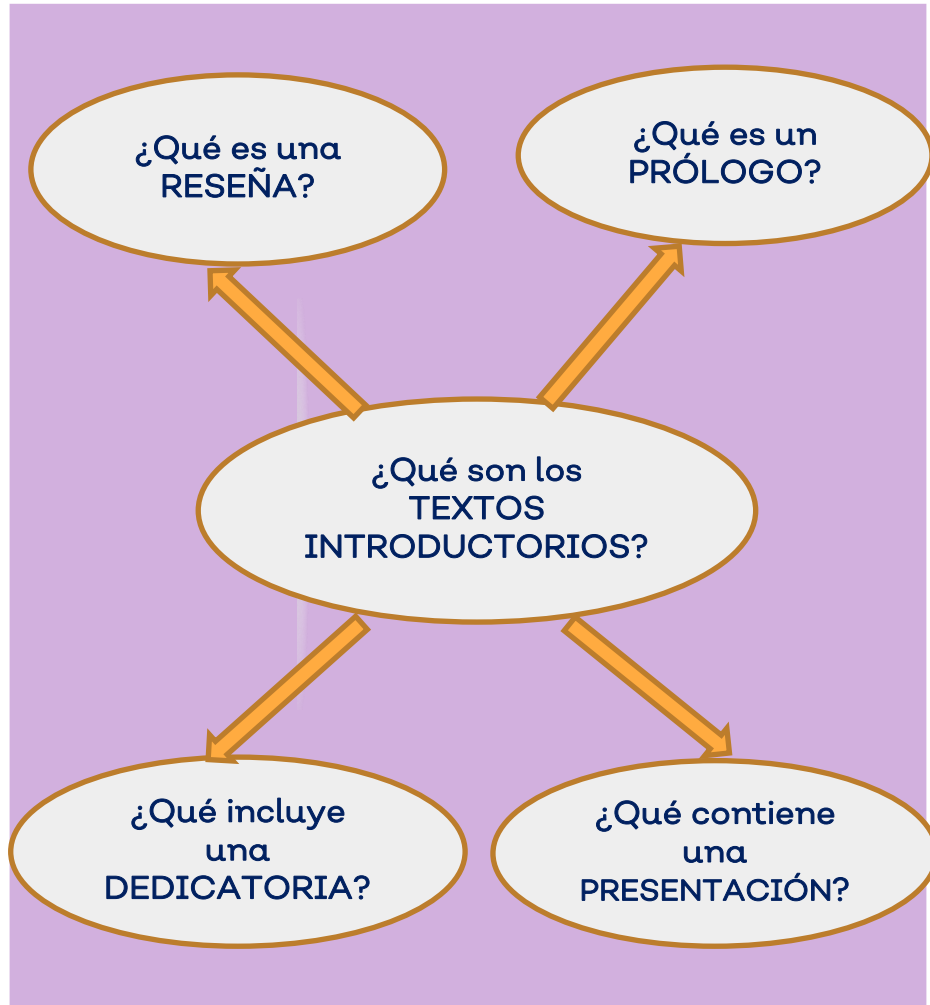 ¿Qué es una
RESEÑA?
¿Qué es un
PRÓLOGO?
¿Qué son los
TEXTOS
INTRODUCTORIOS?
¿Qué incluye
una
DEDICATORIA?
¿Qué contiene
una
PRESENTACIÓN?